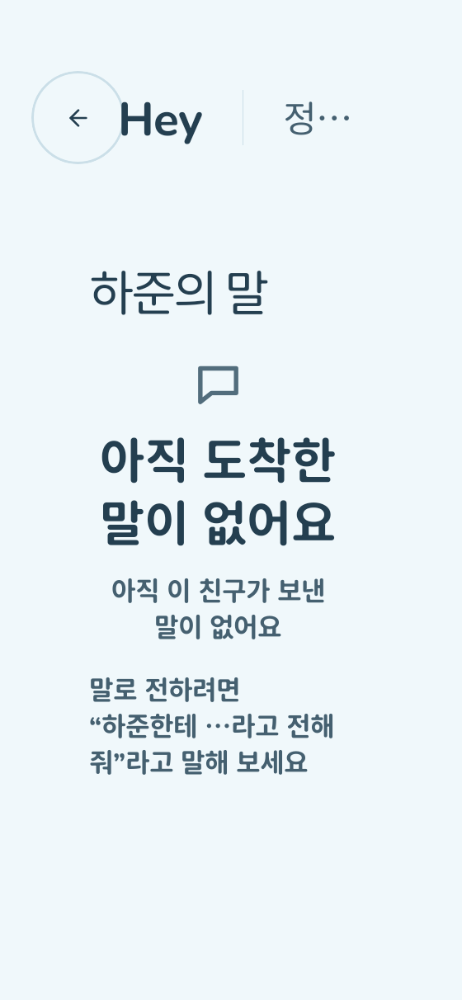 Hey 정…
하준의 말
아직 도착한
말이 없어요
아직 이 친구가 보낸
말이 없어요
말로 전하려면
“하준한테 …라고 전해
줘”라고 말해 보세요